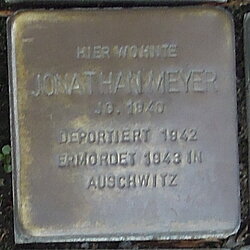 HIER WOHNTE
JONATHAN MEYER
JG. 1940
DEPORTIERT 1942
ERMORDET 1943 IN
AUSCHWITZ